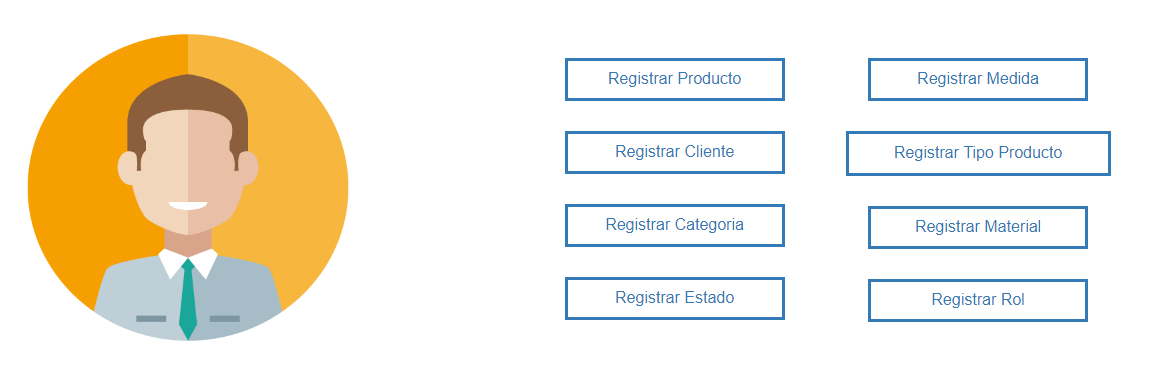 Registrar Producto
Registrar Medida
Registrar Cliente
Registrar Tipo Producto
Registrar Categoria
Registrar Material
Registrar Estado
Registrar Rol